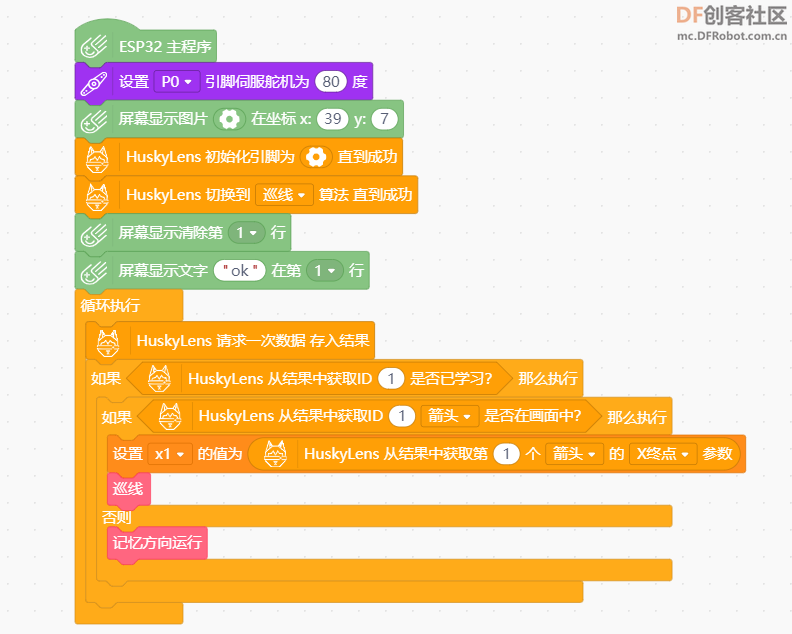 DF创客社区
mc.DFRobot.com.cn
ESP32 主程序
设置 P0 引脚伺服舵机为 80 度
屏幕显示图片 在坐标 x: 39 y: 7
HuskyLens 初始化引脚为 直到成功
HuskyLens 切换到 巡线 算法 直到成功
屏幕显示清除第 1 行
屏幕显示文字 "ok" 在第 1 行
循环执行
HuskyLens 请求一次数据 存入结果
如果 HuskyLens 从结果中获取ID 1 是否已学习? 那么执行
如果 HuskyLens 从结果中获取ID 1 箭头 是否在画面中? 那么执行
设置 x1 的值为 HuskyLens 从结果中获取第 1 个 箭头 的 X终点 参数
巡线
否则
记忆方向运行